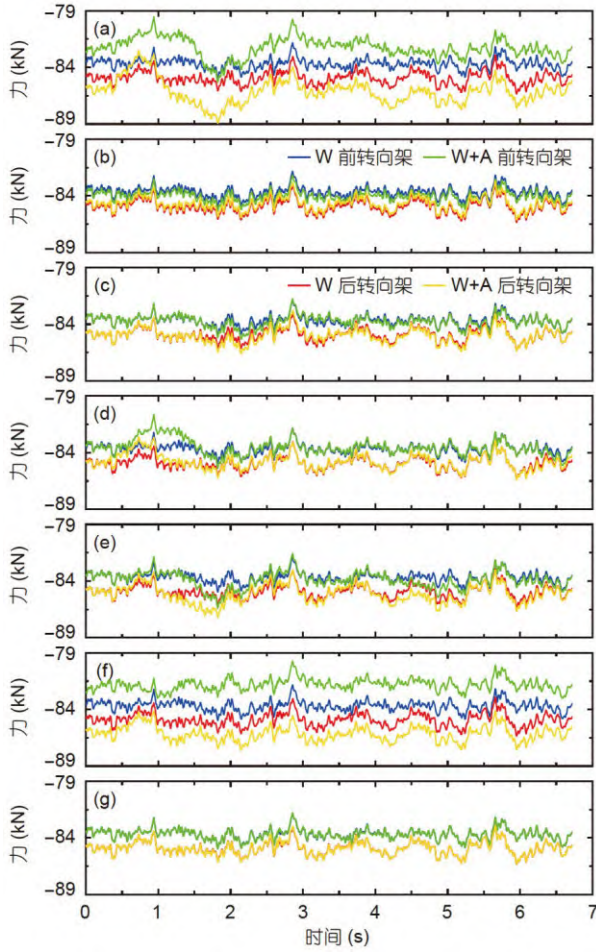 −79
(a)
力 (kN)
−84
−89
−79
(b)
W 前转向架
W+A 前转向架
力 (kN)
−84
−89
−79
(c)
W 后转向架
W+A 后转向架
力 (kN)
−84
−89
−79
(d)
力 (kN)
−84
−89
−79
(e)
力 (kN)
−84
−89
−79
(f)
力 (kN)
−84
−89
−79
(g)
力 (kN)
−84
−89
0 1 2 3 4 5 6 7
时间 (s)